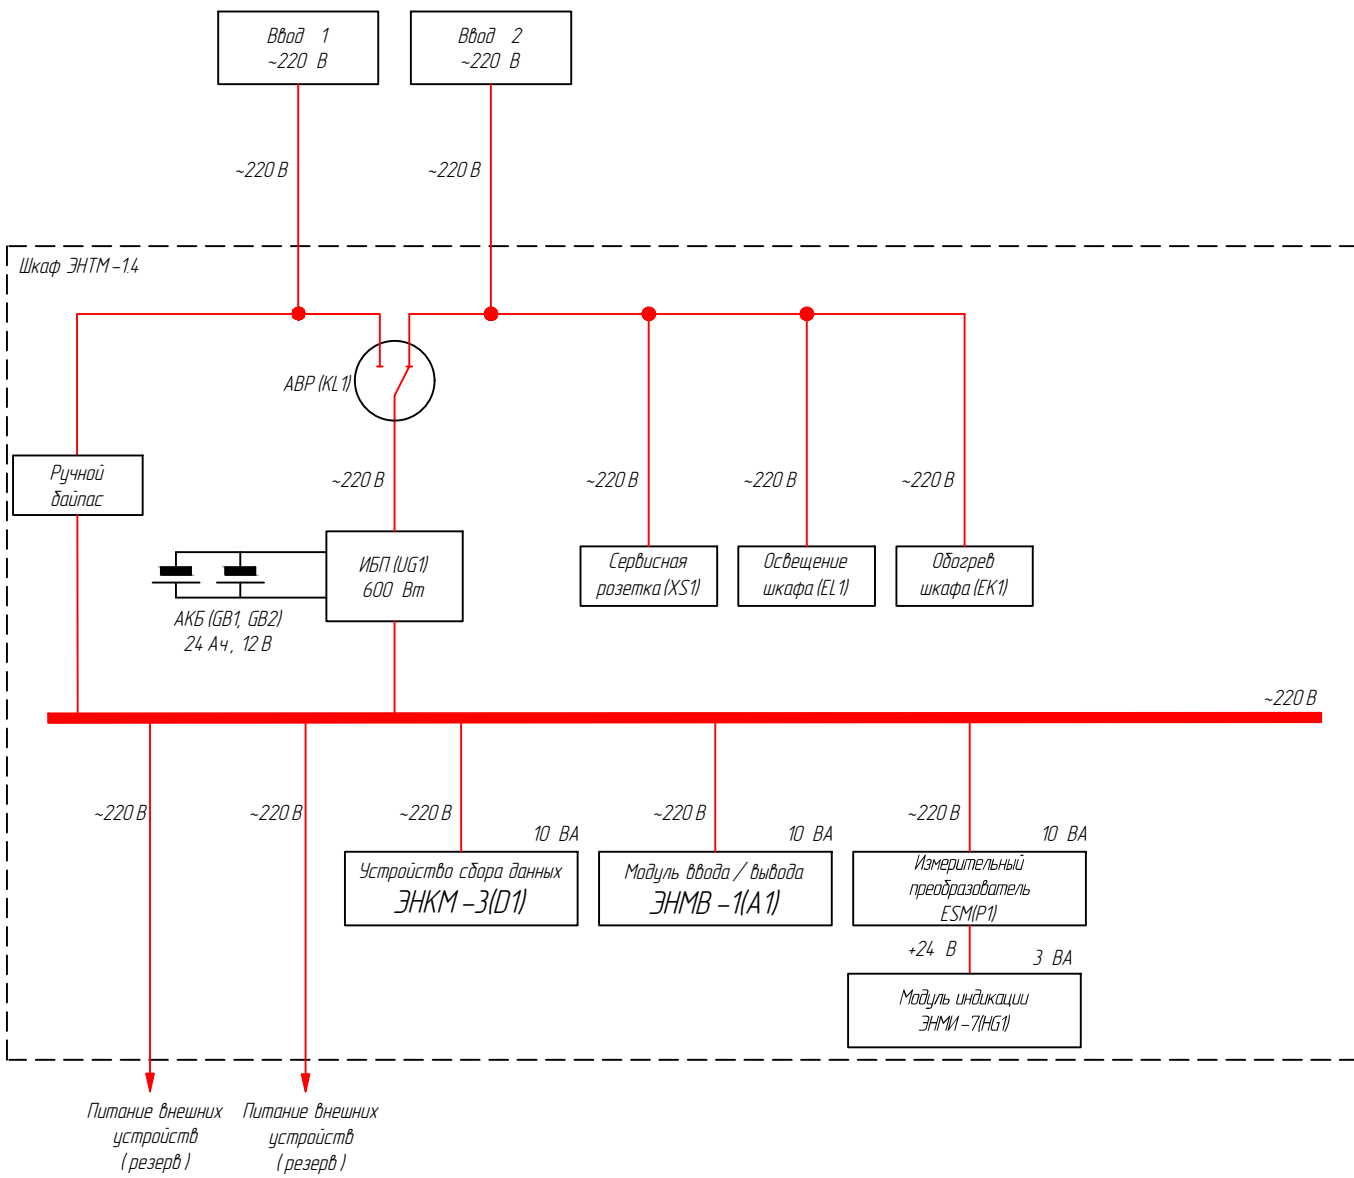 Ввод 1
~220 В
Ввод 2
~220 В
~220 В
~220 В
Шкаф ЭНТМ-1.4
АВР (KL1)
Ручной
байпас
~220 В
~220 В
~220 В
~220 В
ИБП (UG1)
600 Вт
Сервисная
розетка (XS1)
Освещение
шкафа (EL1)
Обогрев
шкафа (EK1)
АКБ (GB1, GB2)
24 Ач, 12 В
~220 В
~220 В
~220 В
~220 В
~220 В
~220 В
10 ВА
10 ВА
10 ВА
Устройство сбора данных
ЭНКМ-3(D1)
Модуль ввода / вывода
ЭНМВ-1(A1)
Измерительный
преобразователь
ESM(P1)
+24 В
3 ВА
Модуль индикации
ЭНМИ-7(HG1)
Питание внешних
устройств
(резерв)
Питание внешних
устройств
(резерв)